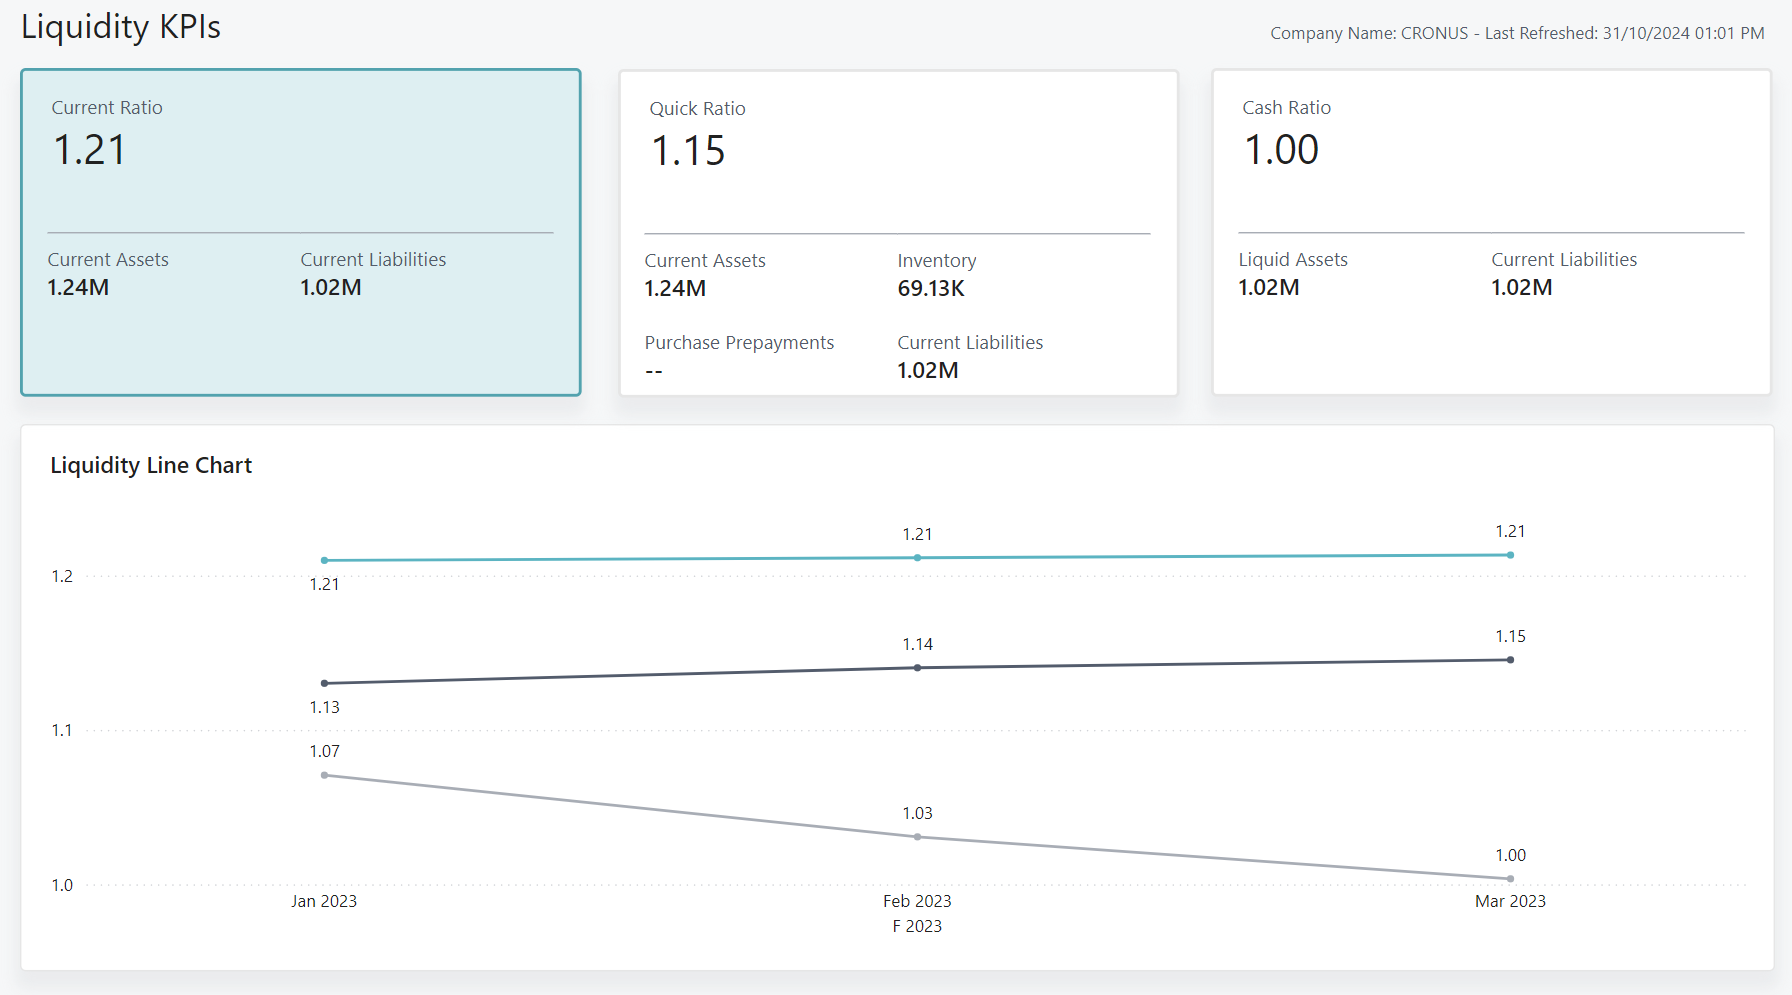 Liquidity KPIs
Company Name: CRONUS - Last Refreshed: 31/10/2024 01:01 PM
Current Ratio
1.21
Current Assets
1.24M
Current Liabilities
1.02M
Quick Ratio
1.15
Current Assets
1.24M
Inventory
69.13K
Purchase Prepayments
--
Current Liabilities
1.02M
Cash Ratio
1.00
Liquid Assets
1.02M
Current Liabilities
1.02M
Liquidity Line Chart
1.2
1.1
1.0
1.21
1.21
1.21
1.13
1.14
1.15
1.07
1.03
1.00
Jan 2023
Feb 2023
Mar 2023
F 2023